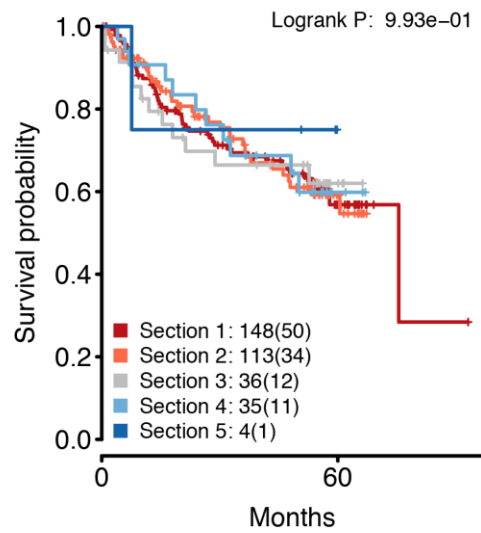 Logrank P: 9.93e−01
Survival probability
1.0
0.8
0.6
0.4
0.2
0.0
Section 1: 148(50)
Section 2: 113(34)
Section 3: 36(12)
Section 4: 35(11)
Section 5: 4(1)
0
60
Months